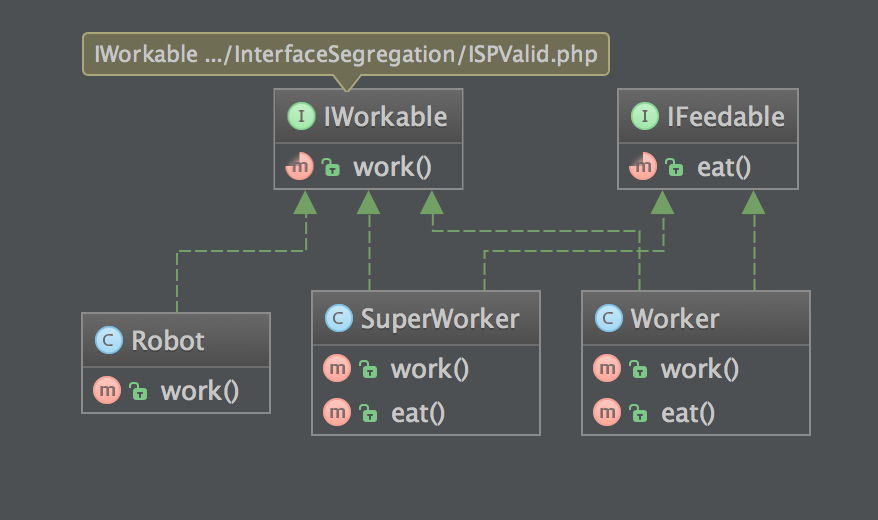 IWorkable .../InterfaceSegregation/ISPValid.php
I IWorkable
m work()
I IFeedable
m eat()
C Robot
m work()
C SuperWorker
m work()
m eat()
C Worker
m work()
m eat()